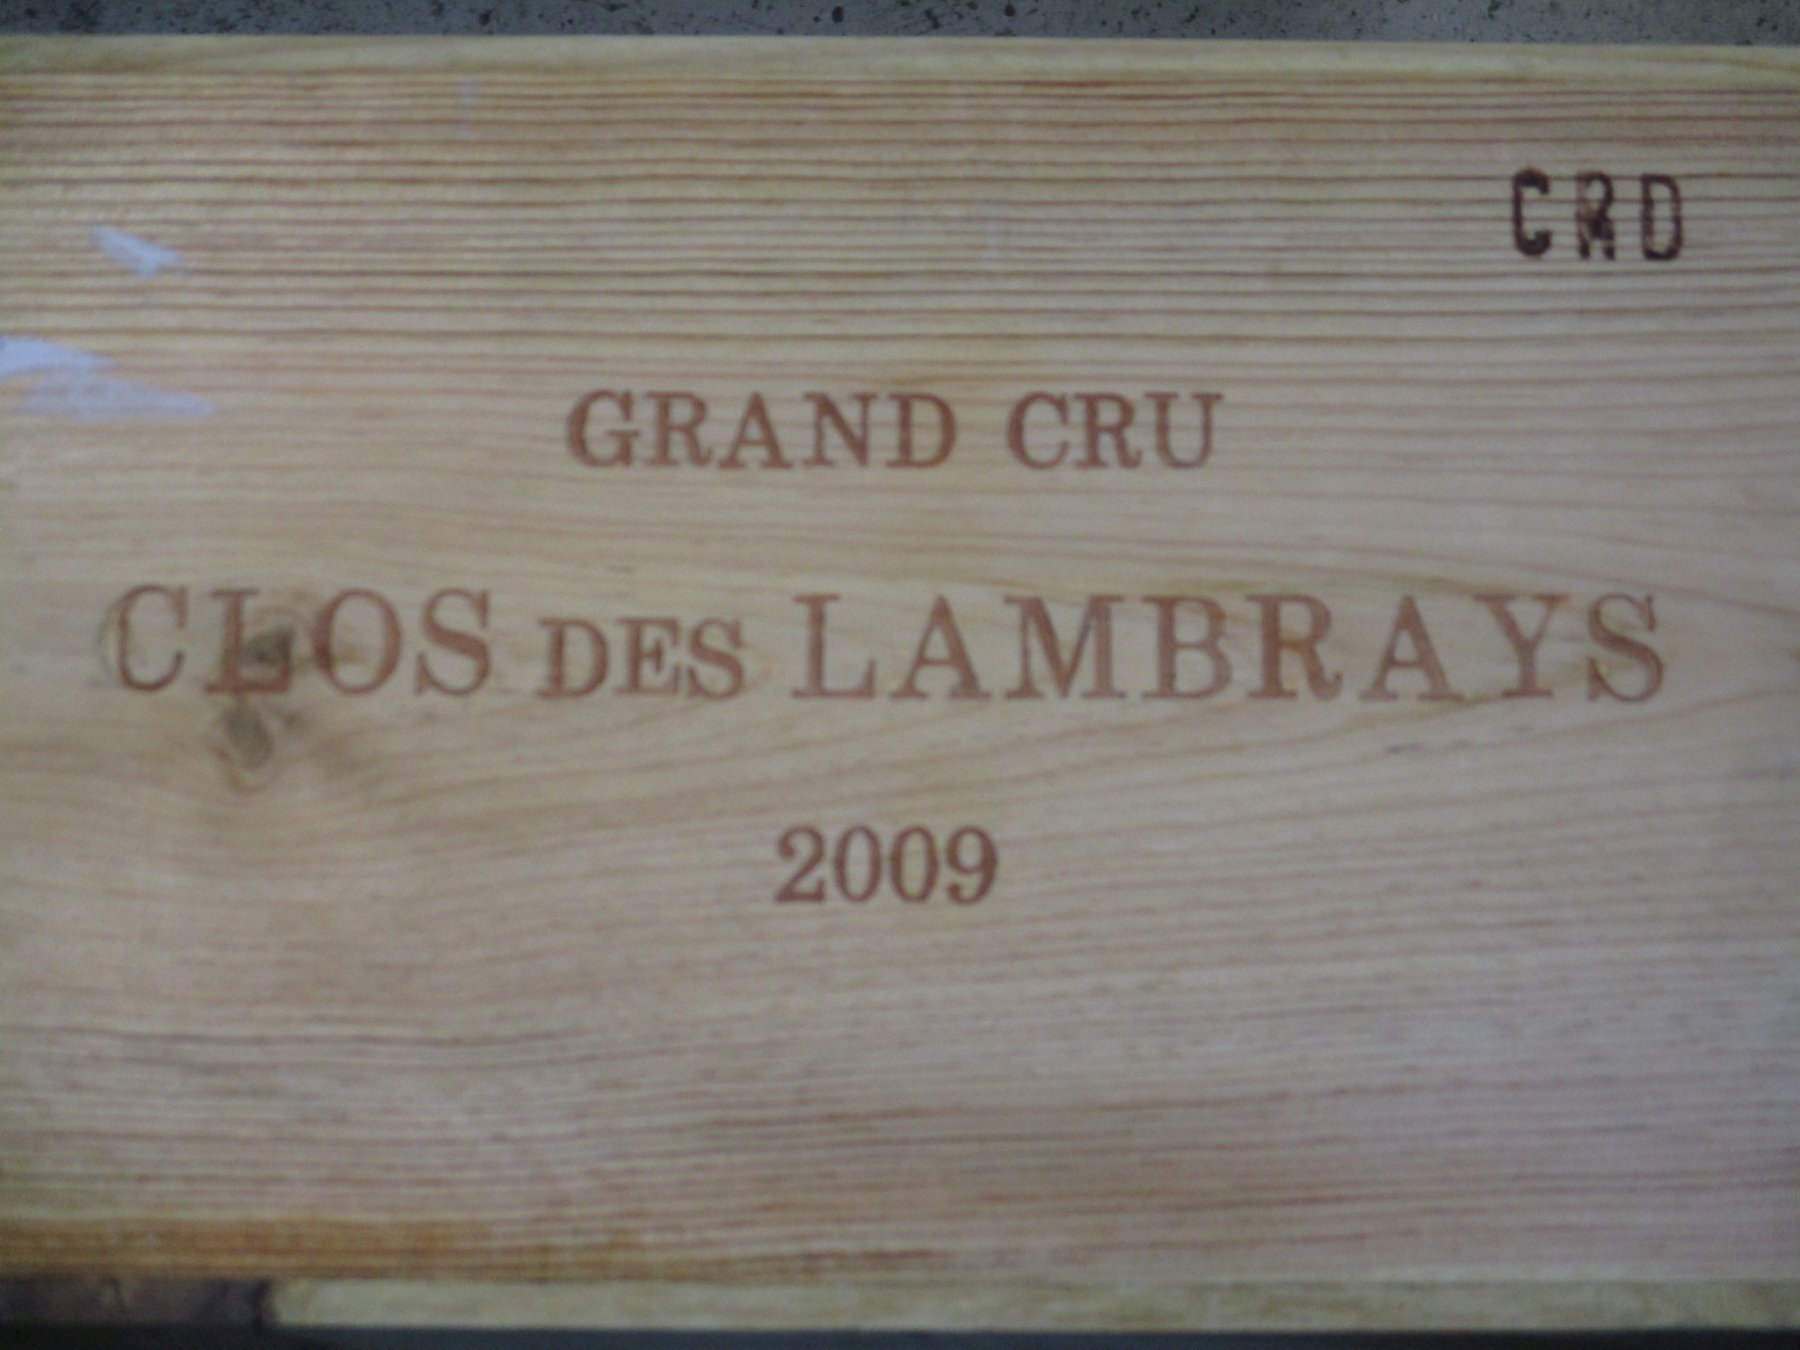 CRD
GRAND CRU
CLOS DES LAMBRAYS
2009